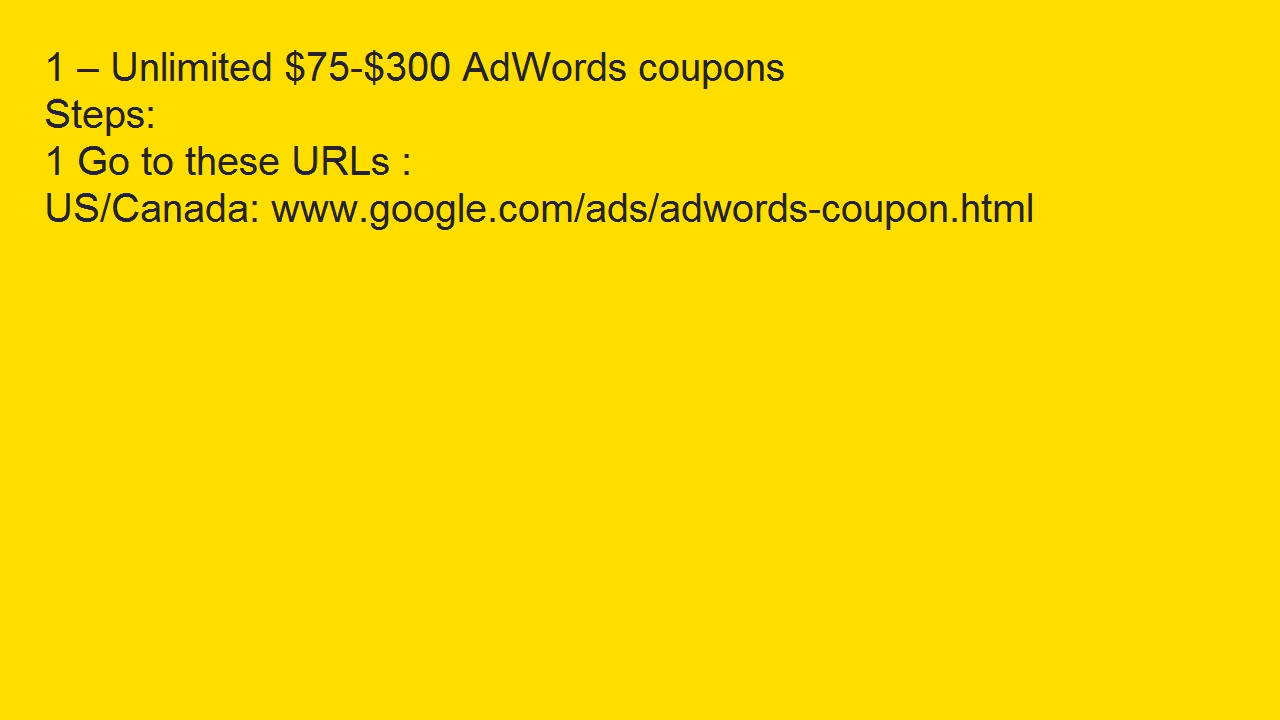 1 – Unlimited $75-$300 AdWords coupons
Steps:
1 Go to these URLs :
US/Canada: www.google.com/ads/adwords-coupon.html